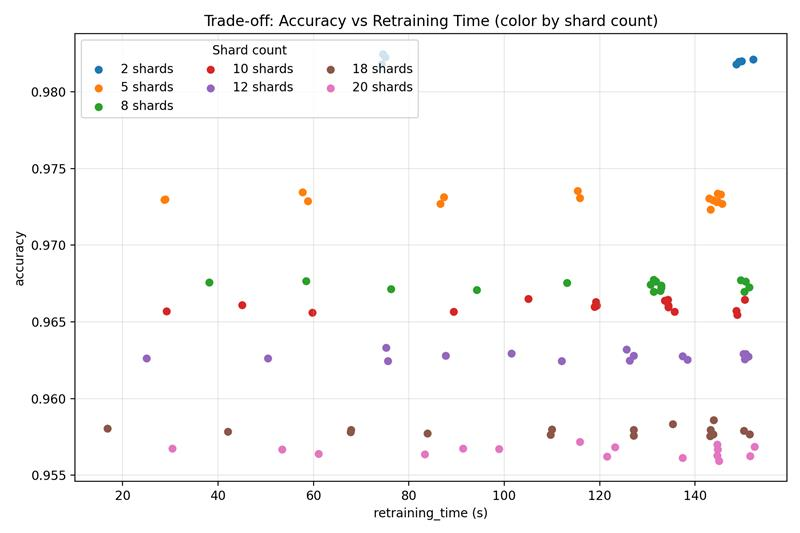 Trade-off: Accuracy vs Retraining Time (color by shard count)
Shard count
2 shards
5 shards
8 shards
10 shards
12 shards
18 shards
20 shards
accuracy
0.980
0.975
0.970
0.965
0.960
0.955
20 40 60 80 100 120 140
retraining_time (s)